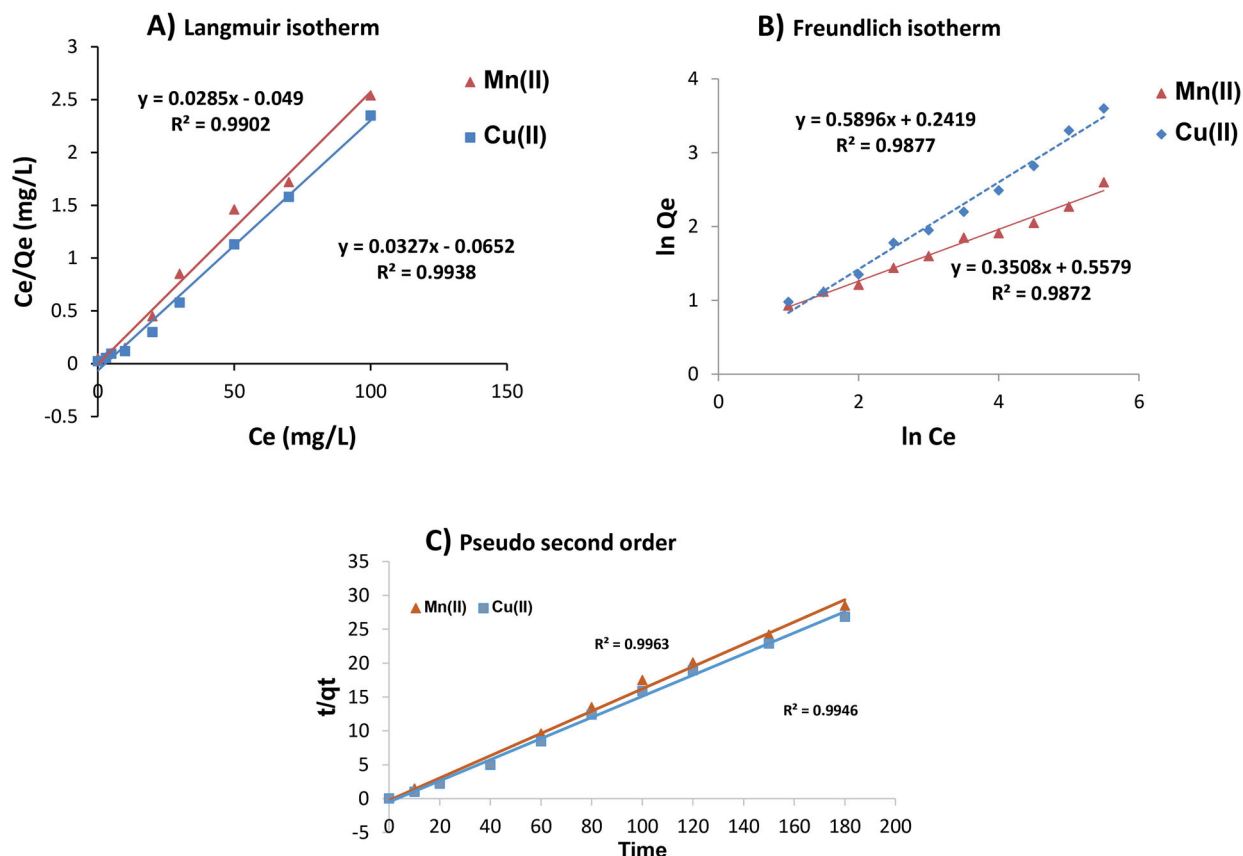 A) Langmuir isotherm
3
2.5
2
1.5
1
0.5
0
-0.5
0
50
100
150
Ce/Qe (mg/L)
Ce (mg/L)
Mn(II)
Cu(II)
y = 0.0285x - 0.049
R² = 0.9902
y = 0.0327x - 0.0652
R² = 0.9938
B) Freundlich isotherm
4
3
2
1
0
0
2
4
6
ln Qe
ln Ce
Mn(II)
Cu(II)
y = 0.5896x + 0.2419
R² = 0.9877
y = 0.3508x + 0.5579
R² = 0.9872
C) Pseudo second order
35
30
25
20
15
10
5
0
-5
0
20
40
60
80
100
120
140
160
180
200
t/qt
Time
Mn(II)
Cu(II)
R² = 0.9963
R² = 0.9946